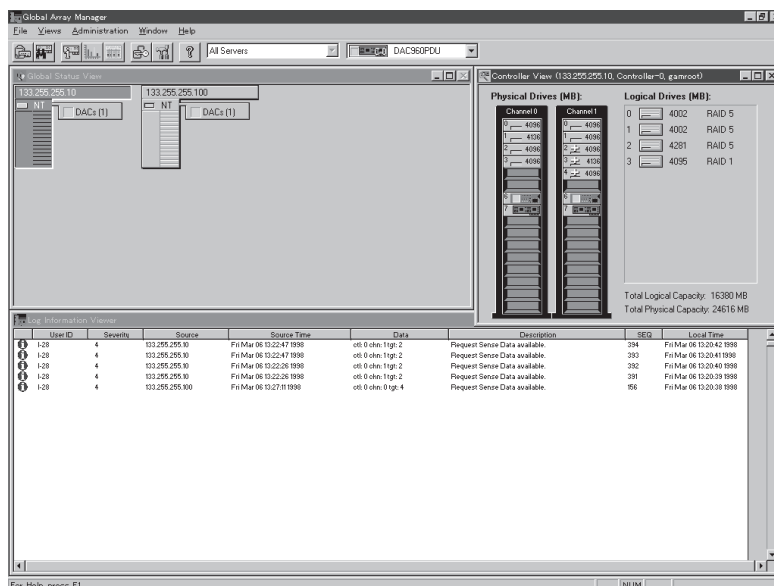 Global Array Manager
File Views Administration Window Help
All Servers DAC960PDU
Global Status View
133.255.255.10 133.255.255.100
NT DACs (1) NT DACs (1)
Controller View (133.255.255.10, Controller-0, gamroot)
Physical Drives (MB): Logical Drives (MB):
Channel 0 Channel 1
0 4096 0 4096
1 4136 1 4096
2 4096 2 4096
3 4096 3 4136
4 4096
6 6
7 7
0 4002 RAID 5
1 4002 RAID 5
2 4281 RAID 5
3 4095 RAID 1
Total Logical Capacity: 16380 MB
Total Physical Capacity: 24616 MB
Log Information Viewer
User ID Severity Source Source Time Data Description SEQ Local Time
I-28 4 133.255.255.10 Fri Mar 06 13:22:47 1998 ctl: 0 chn: 1 tgt: 2 Request Sense Data available. 394 Fri Mar 06 13:20:42 1998
I-28 4 133.255.255.10 Fri Mar 06 13:22:47 1998 ctl: 0 chn: 1 tgt: 2 Request Sense Data available. 393 Fri Mar 06 13:20:41 1998
I-28 4 133.255.255.10 Fri Mar 06 13:22:26 1998 ctl: 0 chn: 1 tgt: 2 Request Sense Data available. 392 Fri Mar 06 13:20:40 1998
I-28 4 133.255.255.10 Fri Mar 06 13:22:26 1998 ctl: 0 chn: 1 tgt: 2 Request Sense Data available. 391 Fri Mar 06 13:20:39 1998
I-28 4 133.255.255.100 Fri Mar 06 13:27:11 1998 ctl: 0 chn: 0 tgt: 4 Request Sense Data available. 156 Fri Mar 06 13:20:38 1998
For Help, press F1
NUM